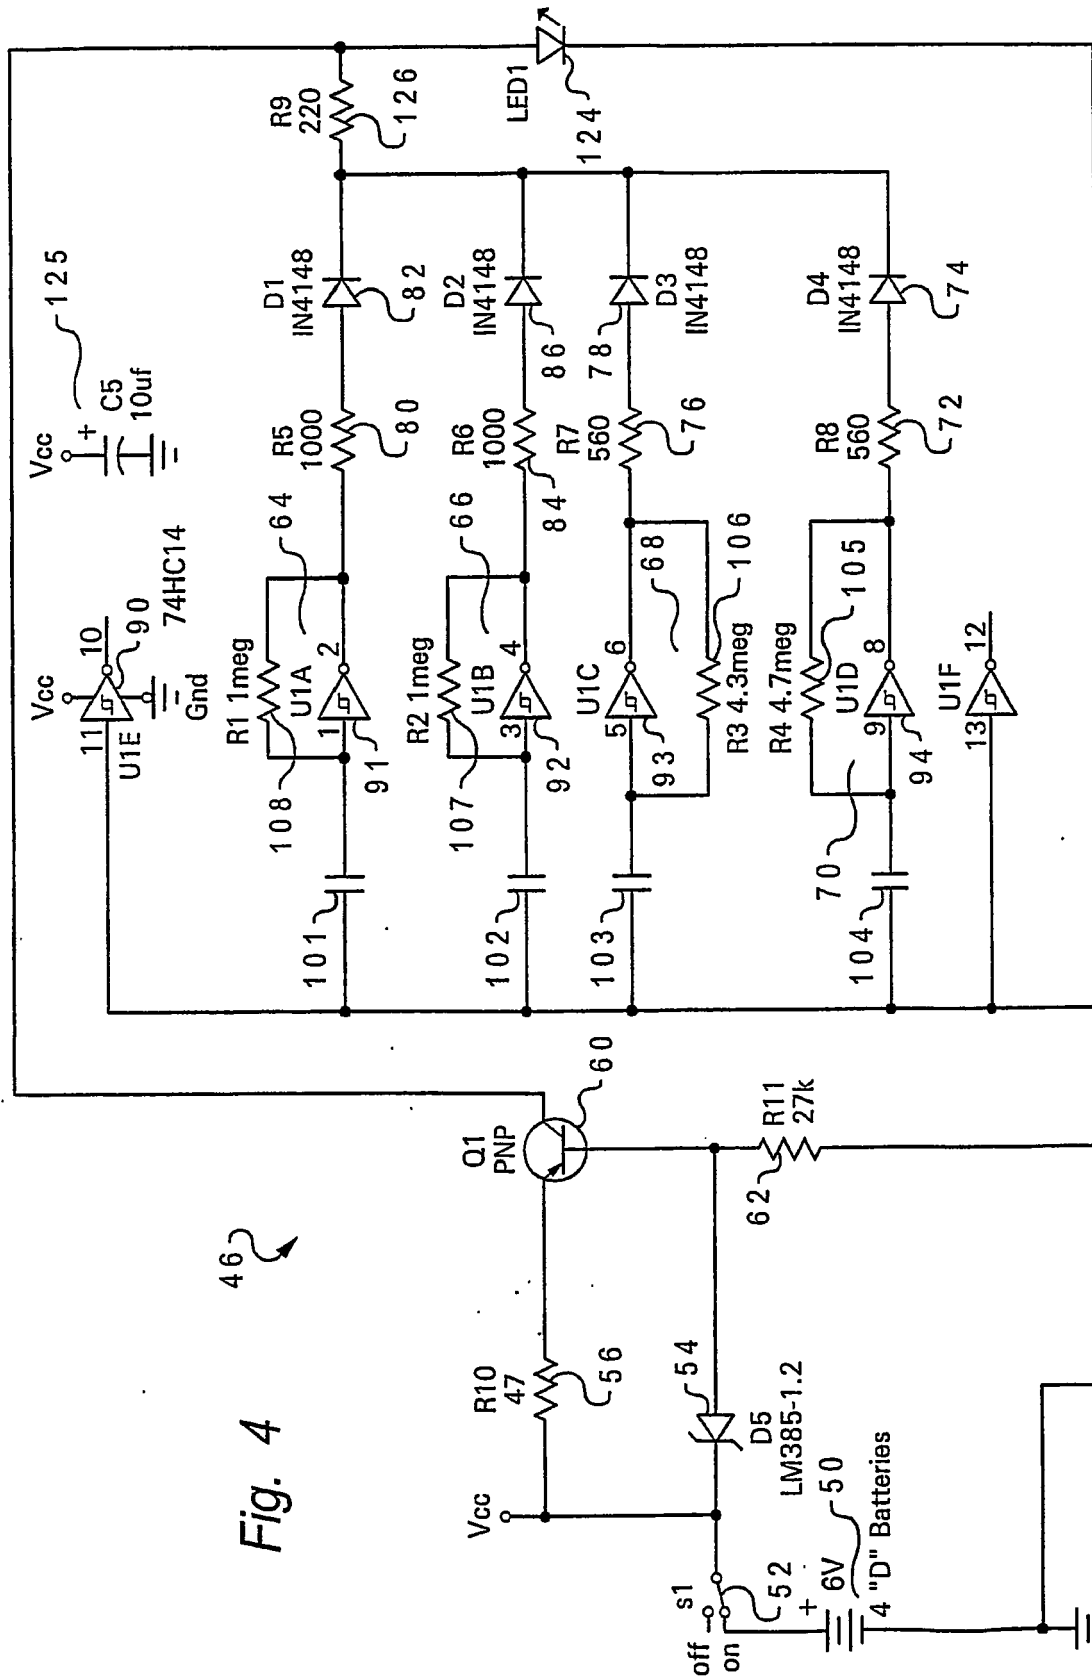 Fig. 4
46
Vcc
R10
47
56
Q1
PNP
60
s1
off
on
52
+
6V
50
4 "D" Batteries
D5
LM385-1.2
54
62
R11
27k
Vcc
11
10
U1E
90
74HC14
Gnd
Vcc
+
C5
10uf
125
R1 1meg
108
U1A
1
2
91
64
101
R5
1000
80
D1
IN4148
82
R9
220
126
R2 1meg
107
U1B
3
4
92
66
102
R6
1000
84
D2
IN4148
86
LED1
124
U1C
5
6
93
68
103
R3 4.3meg
106
R7
560
76
78
D3
IN4148
R4 4.7meg
105
U1D
9
8
94
70
104
R8
560
72
D4
IN4148
74
U1F
13
12